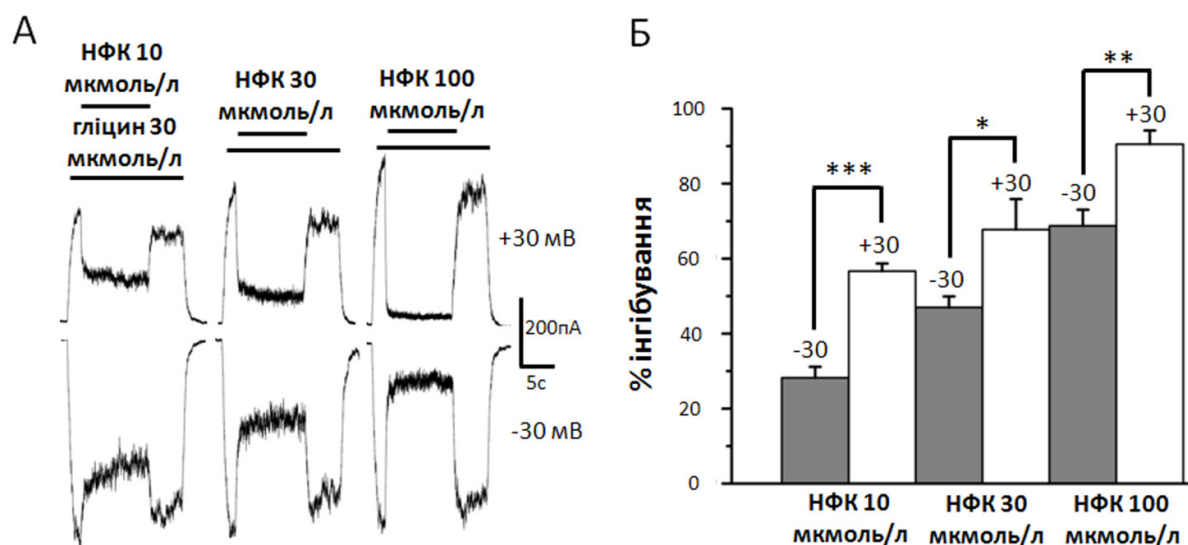 А
НФК 10
мкмоль/л
гліцин 30
мкмоль/л
НФК 30
мкмоль/л
НФК 100
мкмоль/л
+30 мВ
200пА
5с
-30 мВ
Б
% інгібування
100
80
60
40
20
0
***
*
**
-30
+30
-30
+30
-30
+30
НФК 10
мкмоль/л
НФК 30
мкмоль/л
НФК 100
мкмоль/л